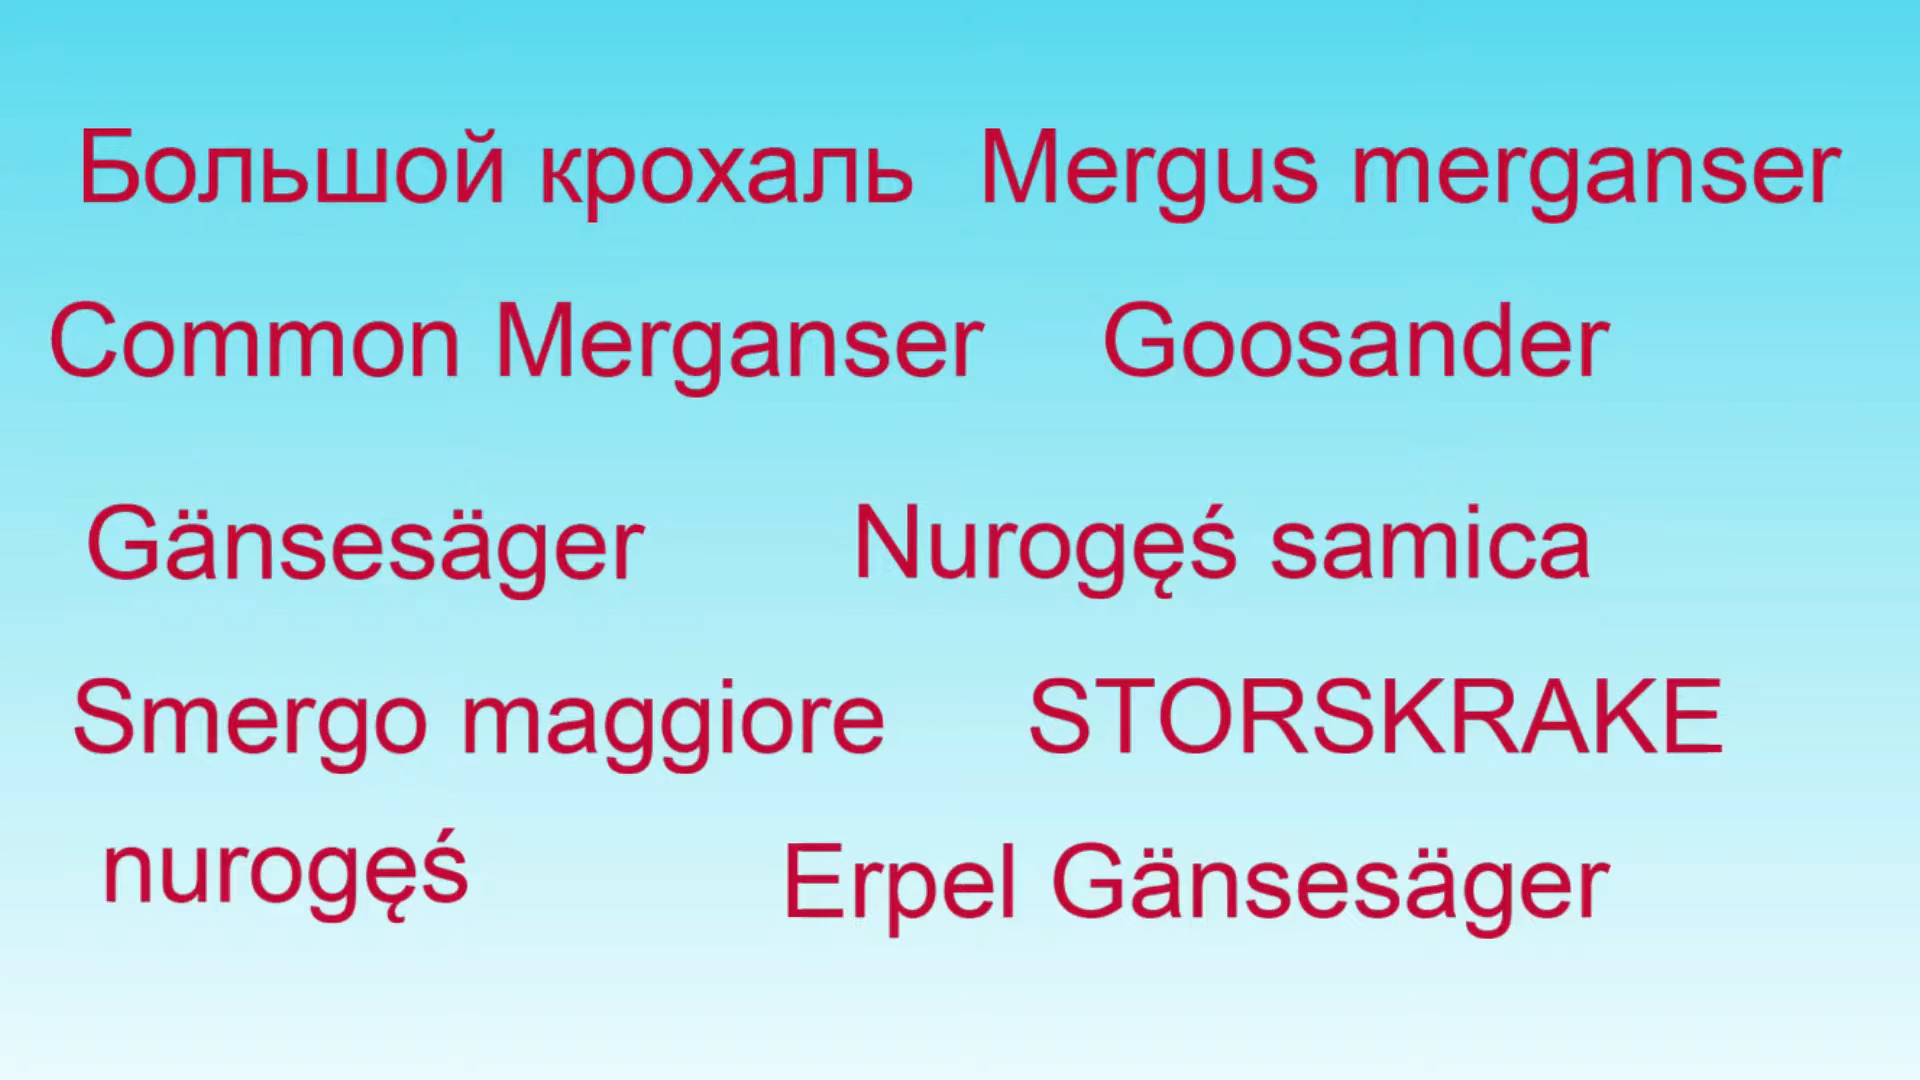 Большой крохаль Mergus merganser
Common Merganser Goosander
Gänsesäger Nurogęś samica
Smergo maggiore STORSKRAKE
nurogęś Erpel Gänsesäger